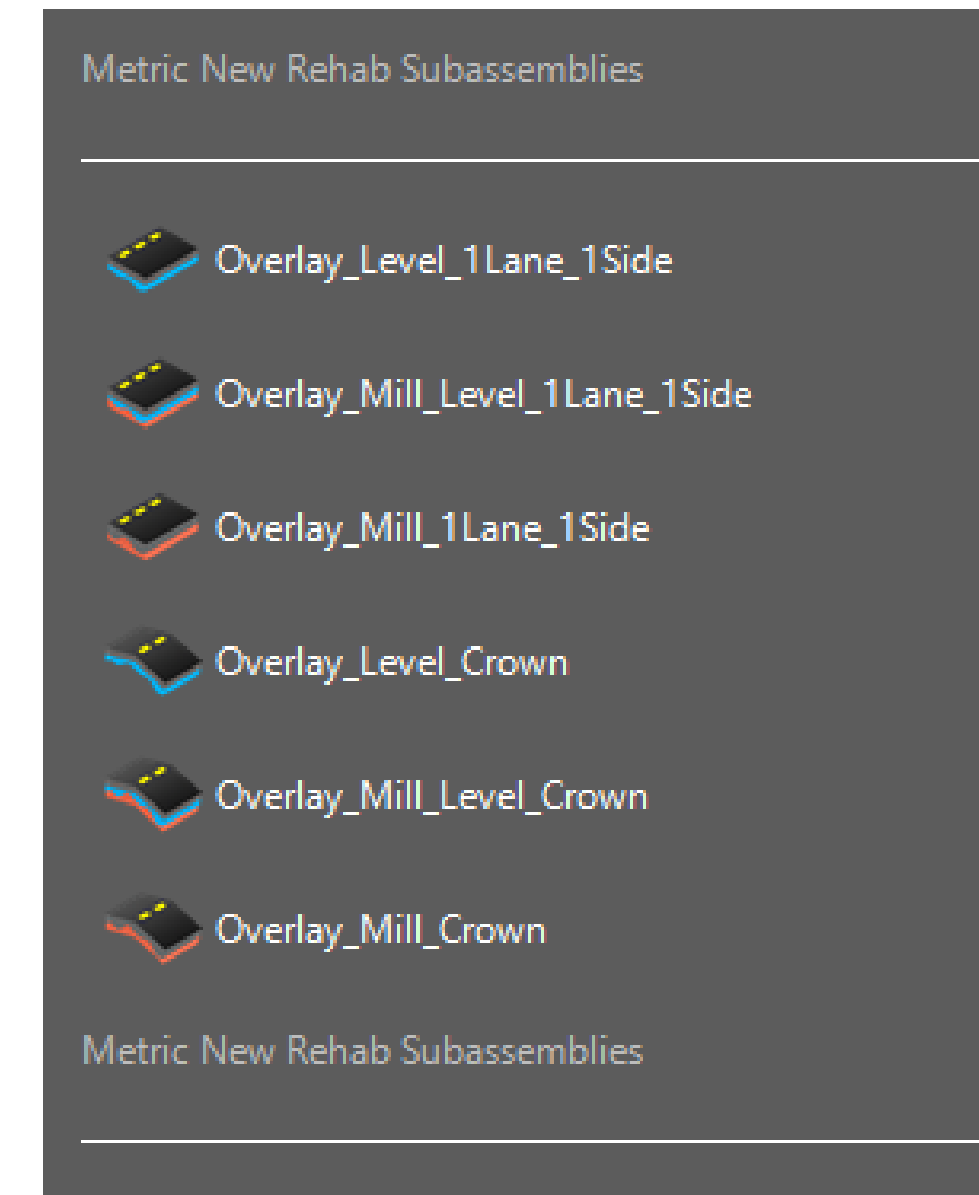 Metric New Rehab Subassemblies
Overlay_Level_1Lane_1Side
Overlay_Mill_Level_1Lane_1Side
Overlay_Mill_1Lane_1Side
Overlay_Level_Crown
Overlay_Mill_Level_Crown
Overlay_Mill_Crown
Metric New Rehab Subassemblies